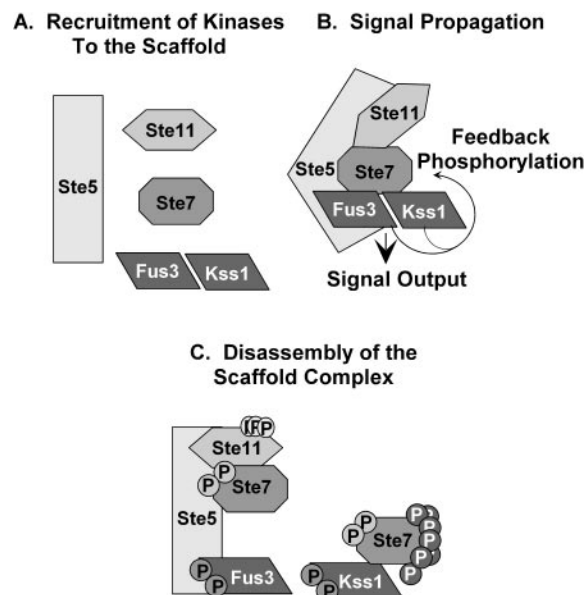 A. Recruitment of Kinases
To the Scaffold
Ste5
Ste11
Ste7
Fus3
Kss1
B. Signal Propagation
Ste11
Ste5
Ste7
Fus3
Kss1
Feedback
Phosphorylation
Signal Output
C. Disassembly of the
Scaffold Complex
P
P
Ste11
P
P
Ste7
Ste5
P
P
Fus3
P
P
Ste7
P
P
P
P
P
P
P
Kss1